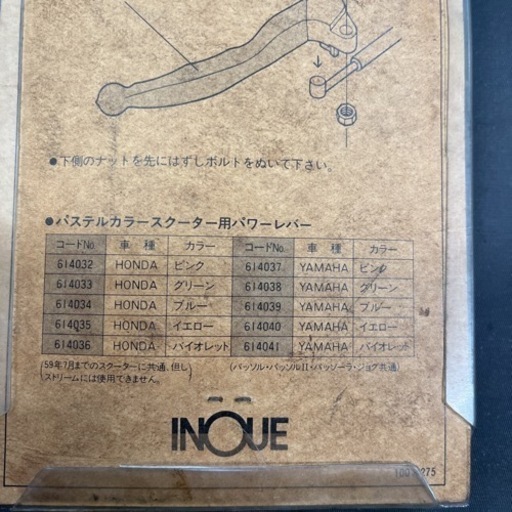 ●下側のナットを先にはずしボルトをぬいて下さい。
●パステルカラースクーター用パワーレバー
コードNo 車種 カラー コードNo 車種 カラー
614032 HONDA ピンク 614037 YAMAHA ピンク
614033 HONDA グリーン 614038 YAMAHA グリーン
614034 HONDA ブルー 614039 YAMAHA ブルー
614035 HONDA イエロー 614040 YAMAHA イエロー
614036 HONDA バイオレット 614041 YAMAHA バイオレット
(59年7月までのスクーターに共通、但し (パッソル・パッソルII・パッソーラ・ジョグ共通)
ストリームには使用できません。)
INOUE